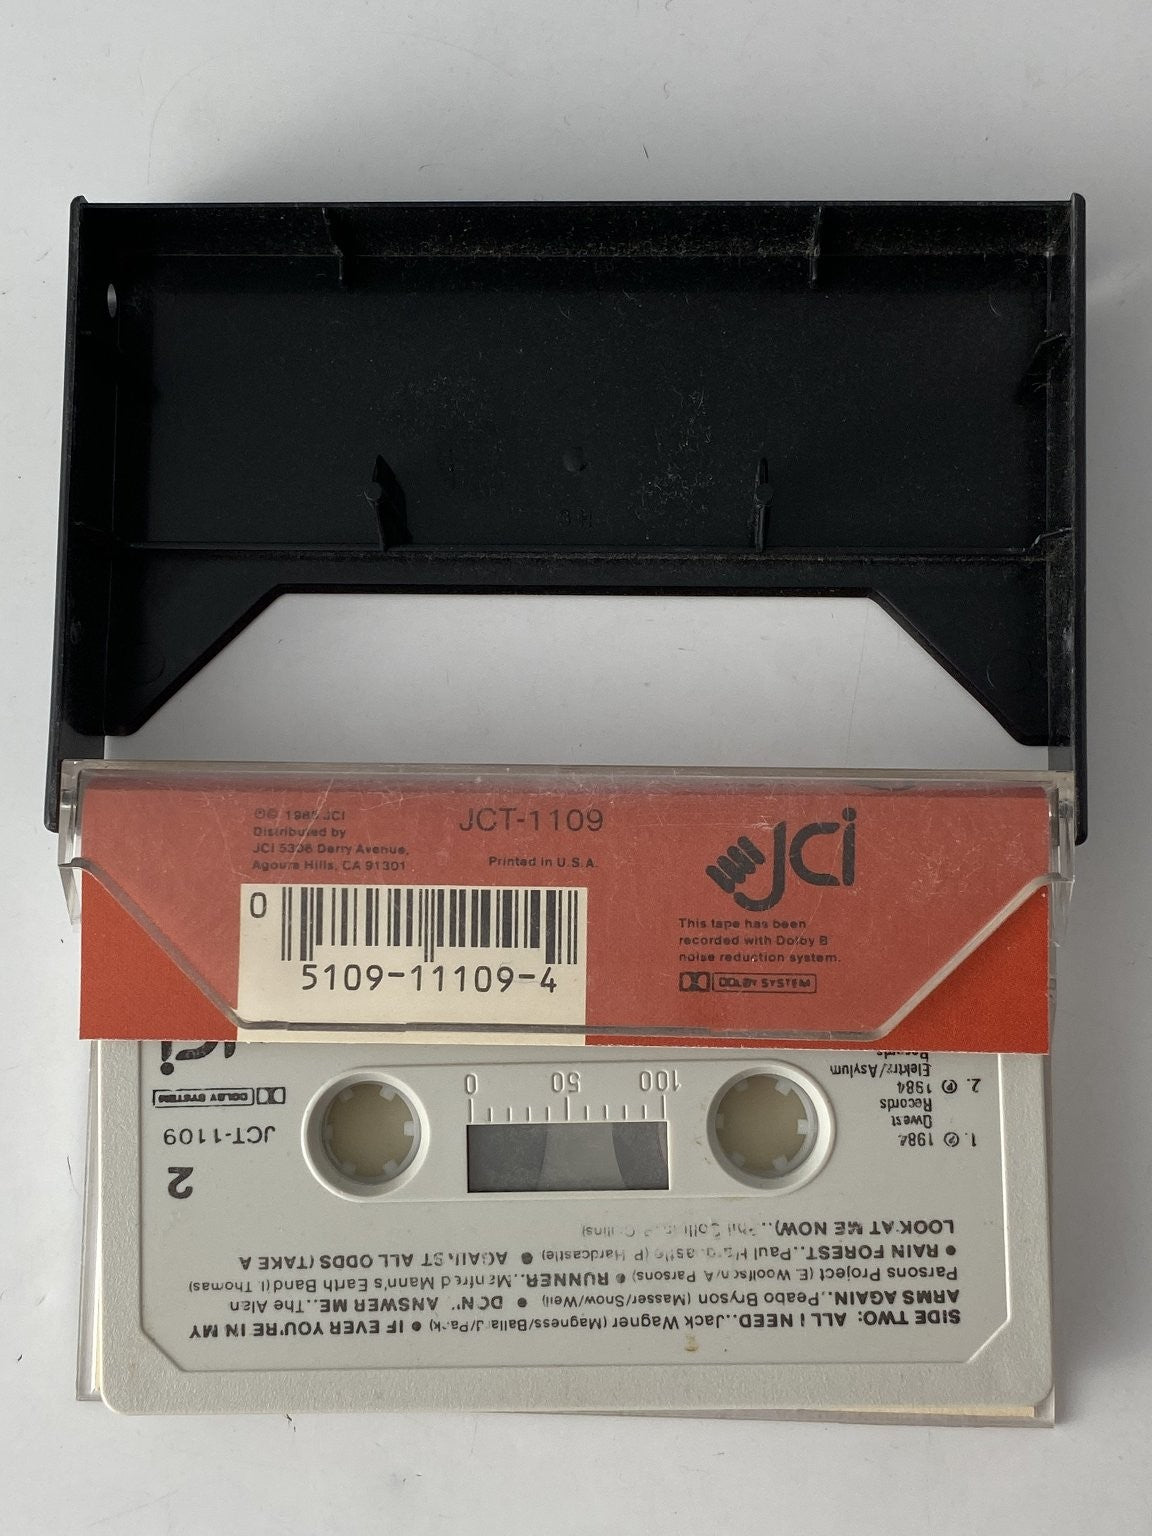 ℗© 1985 JCI
Distributed by
JCI 5308 Derry Avenue,
Agoura Hills, CA 91301
JCT-1109
Printed in U.S.A.
JCi
This tape has been
recorded with Dolby B
noise reduction system.
DOLBY SYSTEM
0
5109-11109-4
SIDE TWO: ALL I NEED..Jack Wagner (Magness/Ballard/Pack) ● IF EVER YOU'RE IN MY
ARMS AGAIN..Peabo Bryson (Masser/Snow/Weil) ● DON'T ANSWER ME..The Alan
Parsons Project (E. Woolfson/A Parsons) ● RUNNER..Manfred Mann's Earth Band (I. Thomas)
● RAIN FOREST..Paul Hardcastle (P. Hardcastle) ● AGAINST ALL ODDS (TAKE A
LOOK AT ME NOW)..Phil Collins (P. Collins)
2
JCT-1109
DOLBY SYSTEM
JCi
100 50 0
1. ℗ 1984
Qwest
Records
2. ℗ 1984
Elektra/Asylum
Records